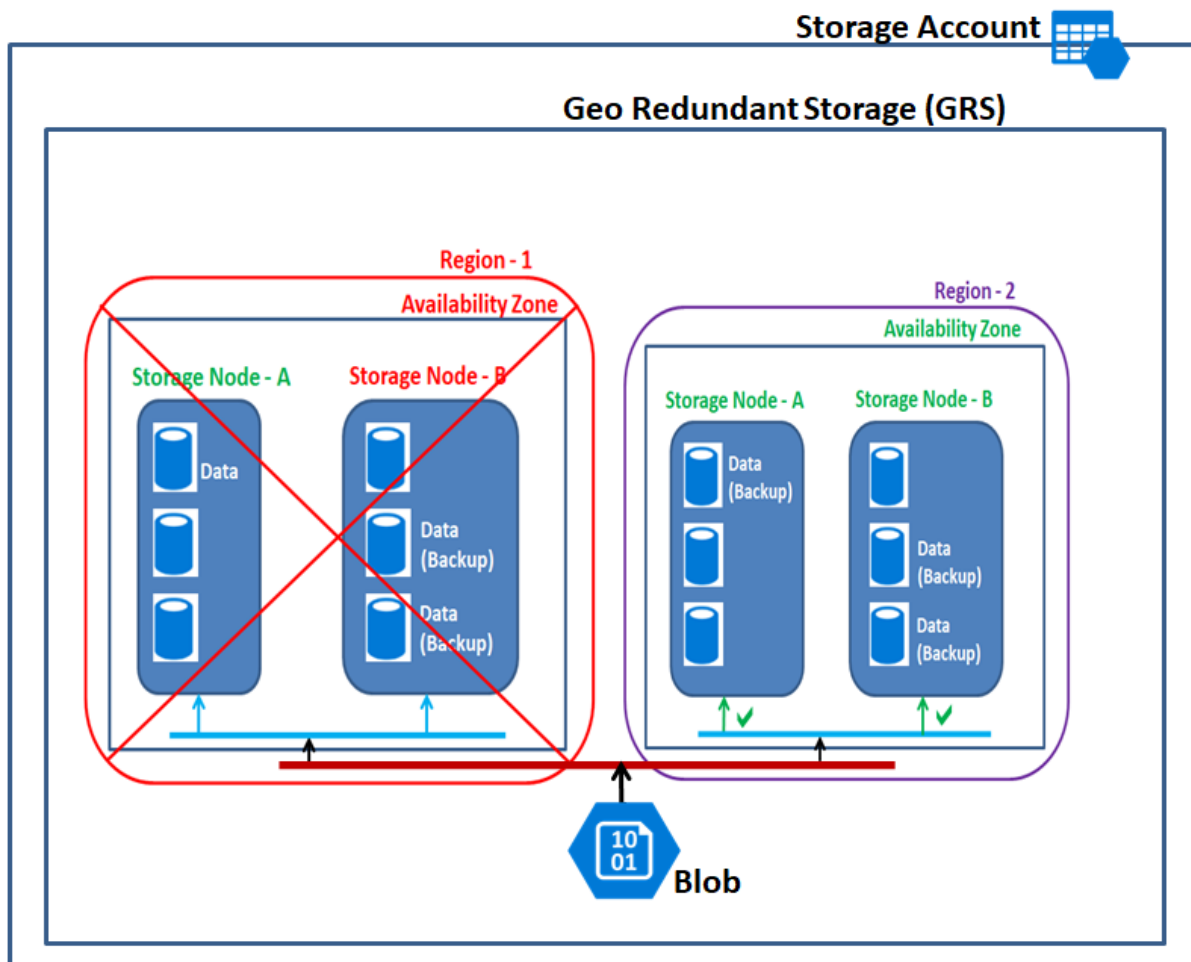 Storage Account
Geo Redundant Storage (GRS)
Region - 1
Availability Zone
Storage Node - A
Storage Node - B
Data
Data
(Backup)
Data
(Backup)
Region - 2
Availability Zone
Storage Node - A
Storage Node - B
Data
(Backup)
Data
(Backup)
Data
(Backup)
10
01
Blob